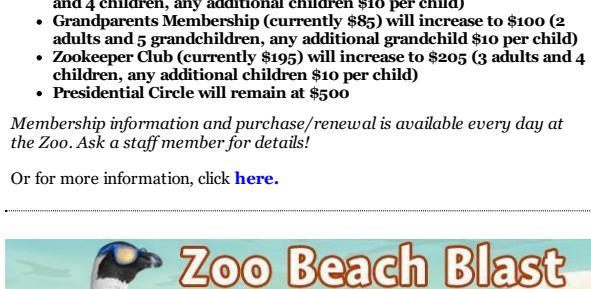 and 4 children, any additional children $10 per child)
• Grandparents Membership (currently $85) will increase to $100 (2
adults and 5 grandchildren, any additional grandchild $10 per child)
• Zookeeper Club (currently $195) will increase to $205 (3 adults and 4
children, any additional children $10 per child)
• Presidential Circle will remain at $500
Membership information and purchase/renewal is available every day at
the Zoo. Ask a staff member for details!
Or for more information, click here.
Zoo Beach Blast